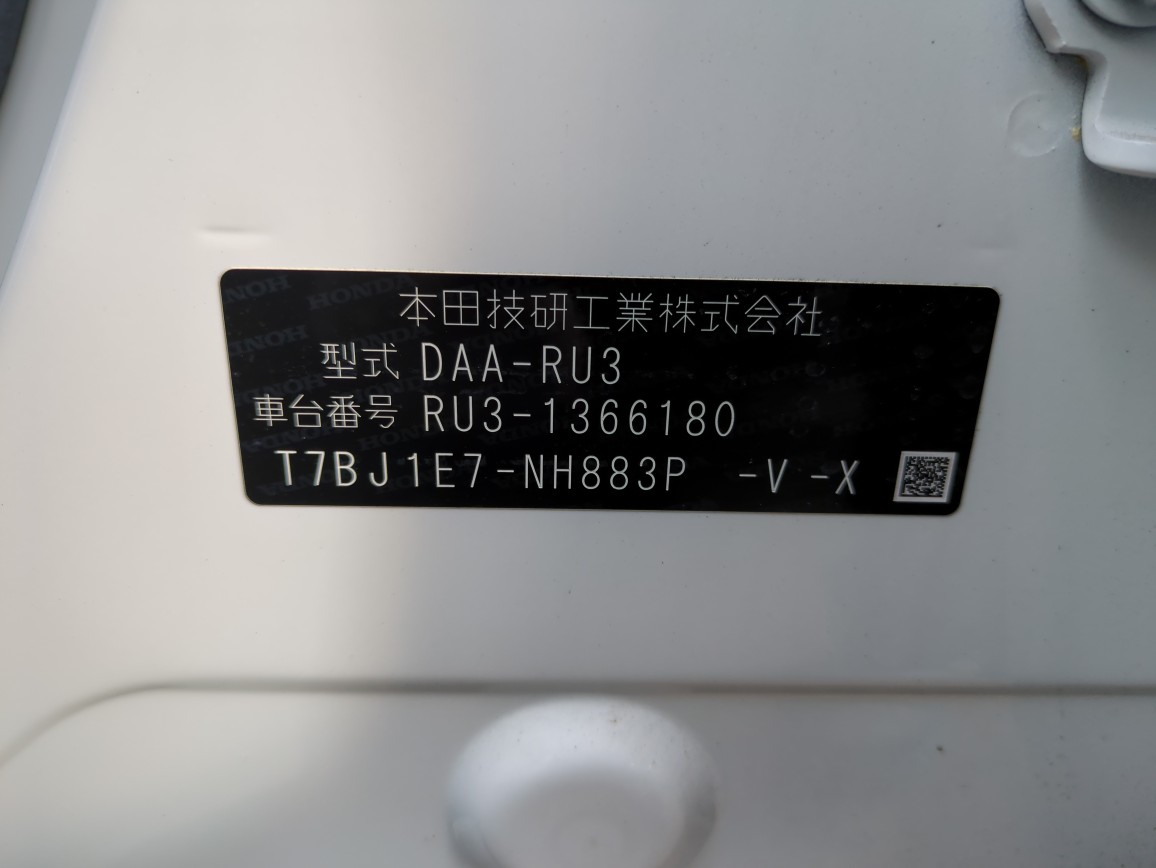 本田技研工業株式会社
型式 DAA-RU3
車台番号 RU3-1366180
T7BJ1E7-NH883P -V -X